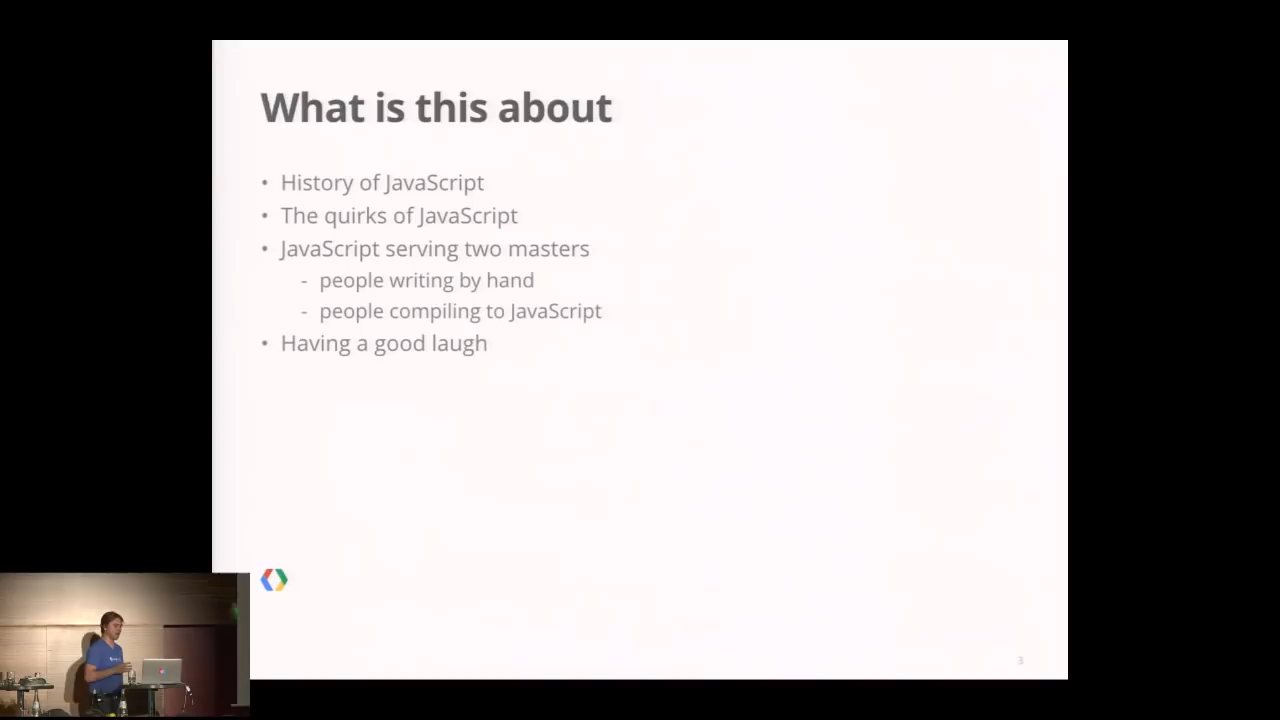 What is this about
• History of JavaScript
• The quirks of JavaScript
• JavaScript serving two masters
- people writing by hand
- people compiling to JavaScript
• Having a good laugh
3